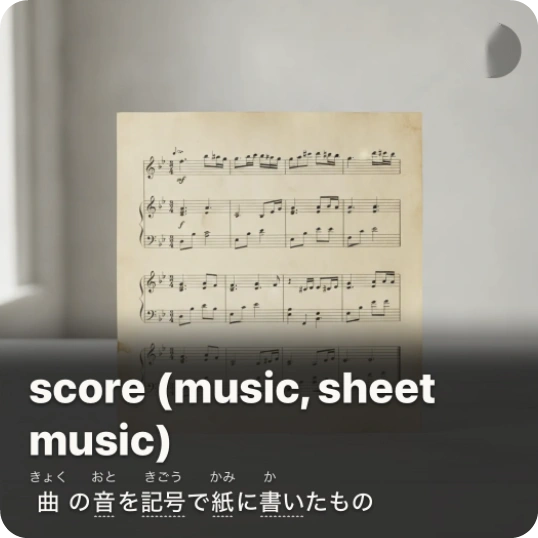 score (music, sheet
music)
きょく おと きごう かみ か
曲の音を記号で紙に書いたもの